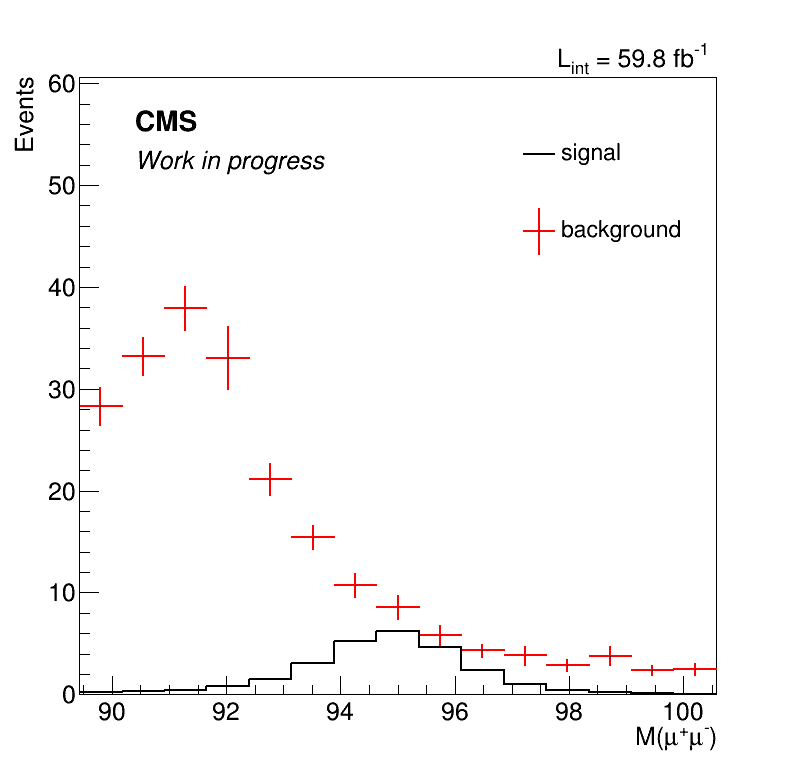 L_int = 59.8 fb^-1
Events
60
50
40
30
20
10
0
CMS
Work in progress
signal
background
90 92 94 96 98 100
M(μ⁺μ⁻)